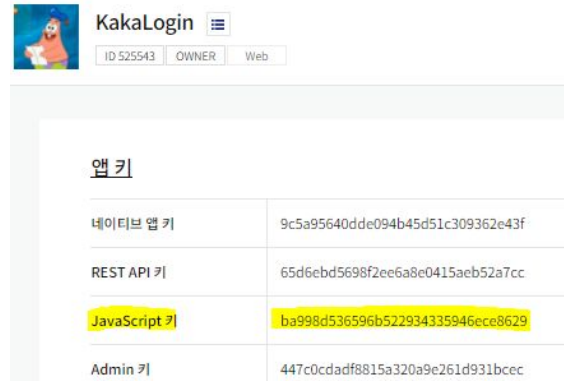 KakaLogin
ID 525543 OWNER Web
앱 키
네이티브 앱 키 9c5a95640dde094b45d51c309362e43f
REST API 키 65d6ebd5698f2ee6a8e0415aeb52a7cc
JavaScript 키 ba998d536596b522934335946ece8629
Admin 키 447c0cdadf8815a320a9e261d931bcec